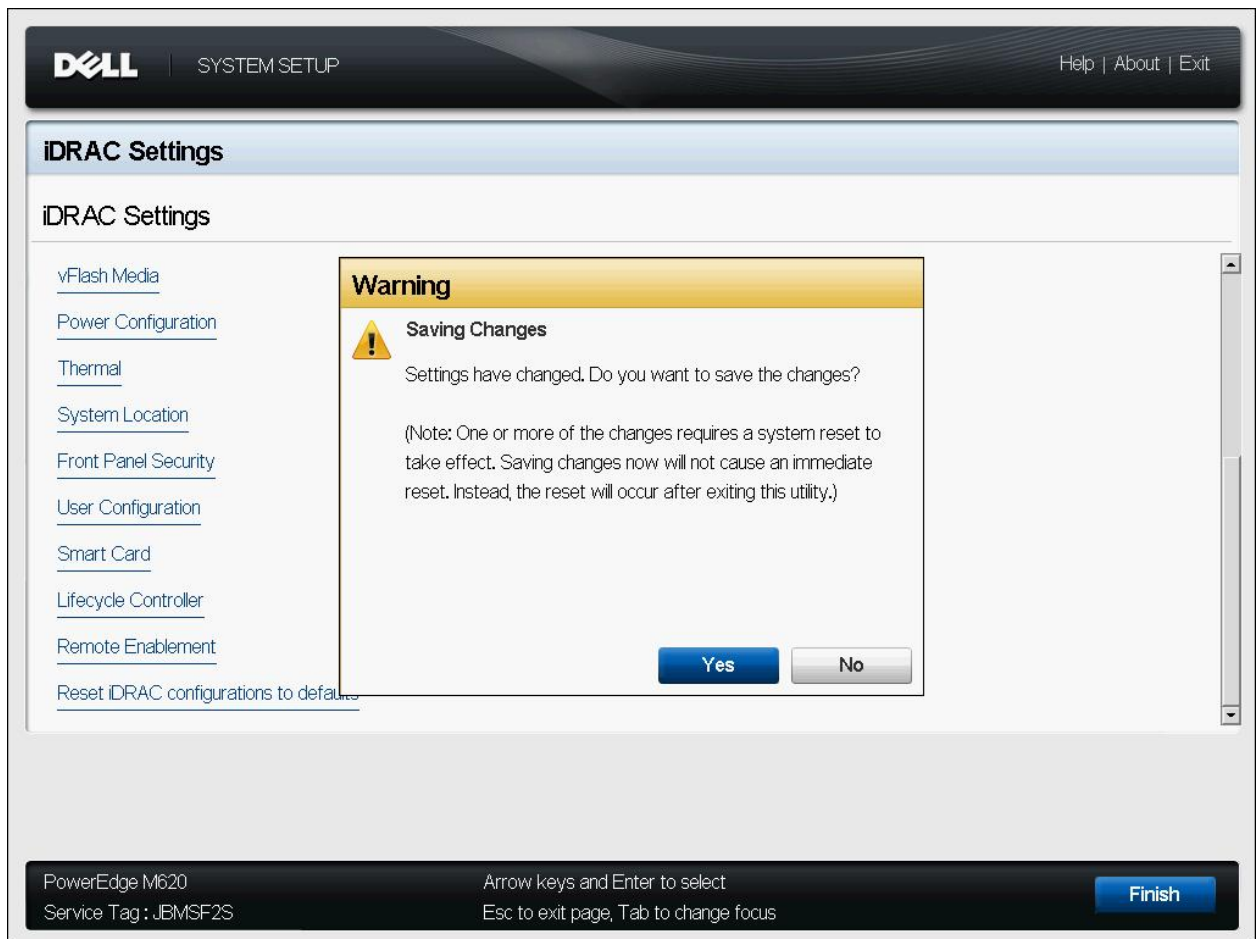 DELL
SYSTEM SETUP
Help | About | Exit
iDRAC Settings
iDRAC Settings
vFlash Media
Power Configuration
Thermal
System Location
Front Panel Security
User Configuration
Smart Card
Lifecycle Controller
Remote Enablement
Reset iDRAC configurations to defaults
Warning
Saving Changes
Settings have changed. Do you want to save the changes?
(Note: One or more of the changes requires a system reset to
take effect. Saving changes now will not cause an immediate
reset. Instead, the reset will occur after exiting this utility.)
Yes
No
PowerEdge M620
Service Tag : JBMSF2S
Arrow keys and Enter to select
Esc to exit page, Tab to change focus
Finish